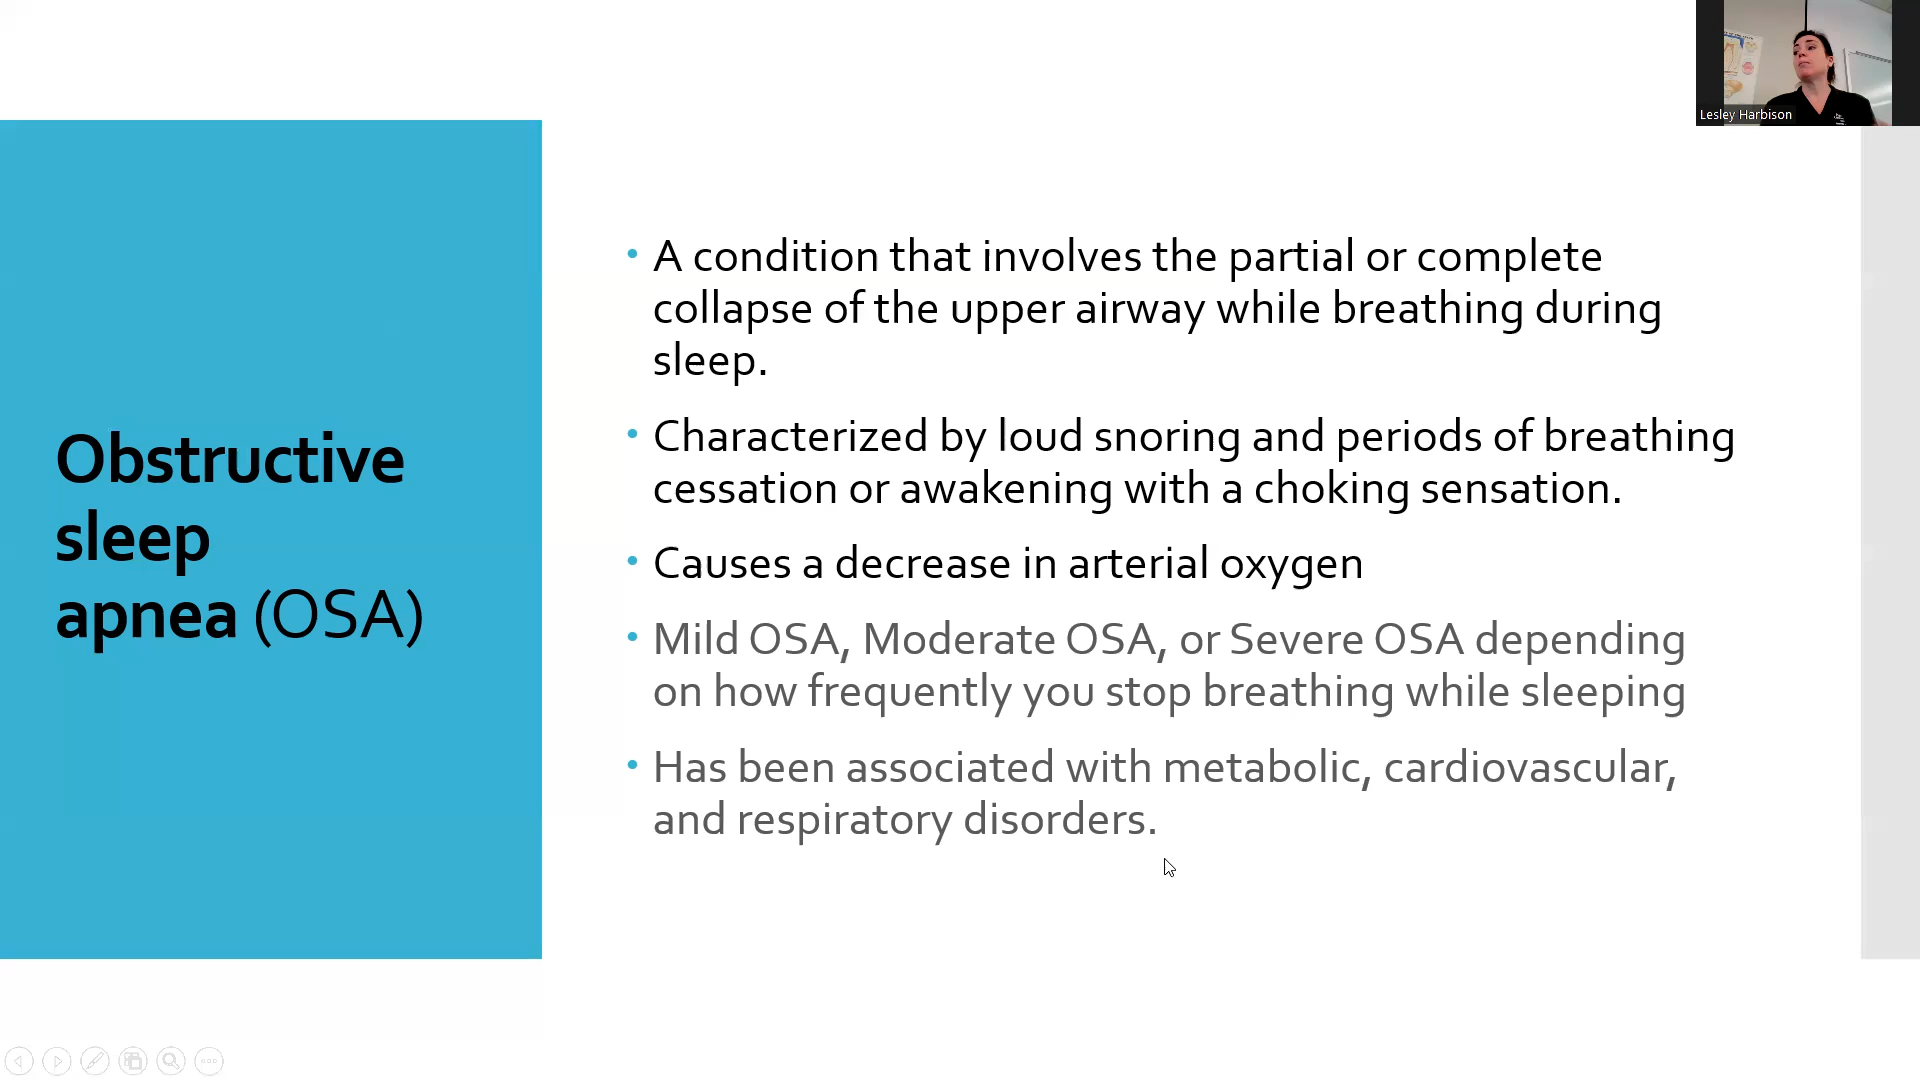 Lesley Harbison
Obstructive
sleep
apnea (OSA)
• A condition that involves the partial or complete
collapse of the upper airway while breathing during
sleep.
• Characterized by loud snoring and periods of breathing
cessation or awakening with a choking sensation.
• Causes a decrease in arterial oxygen
• Mild OSA, Moderate OSA, or Severe OSA depending
on how frequently you stop breathing while sleeping
• Has been associated with metabolic, cardiovascular,
and respiratory disorders.